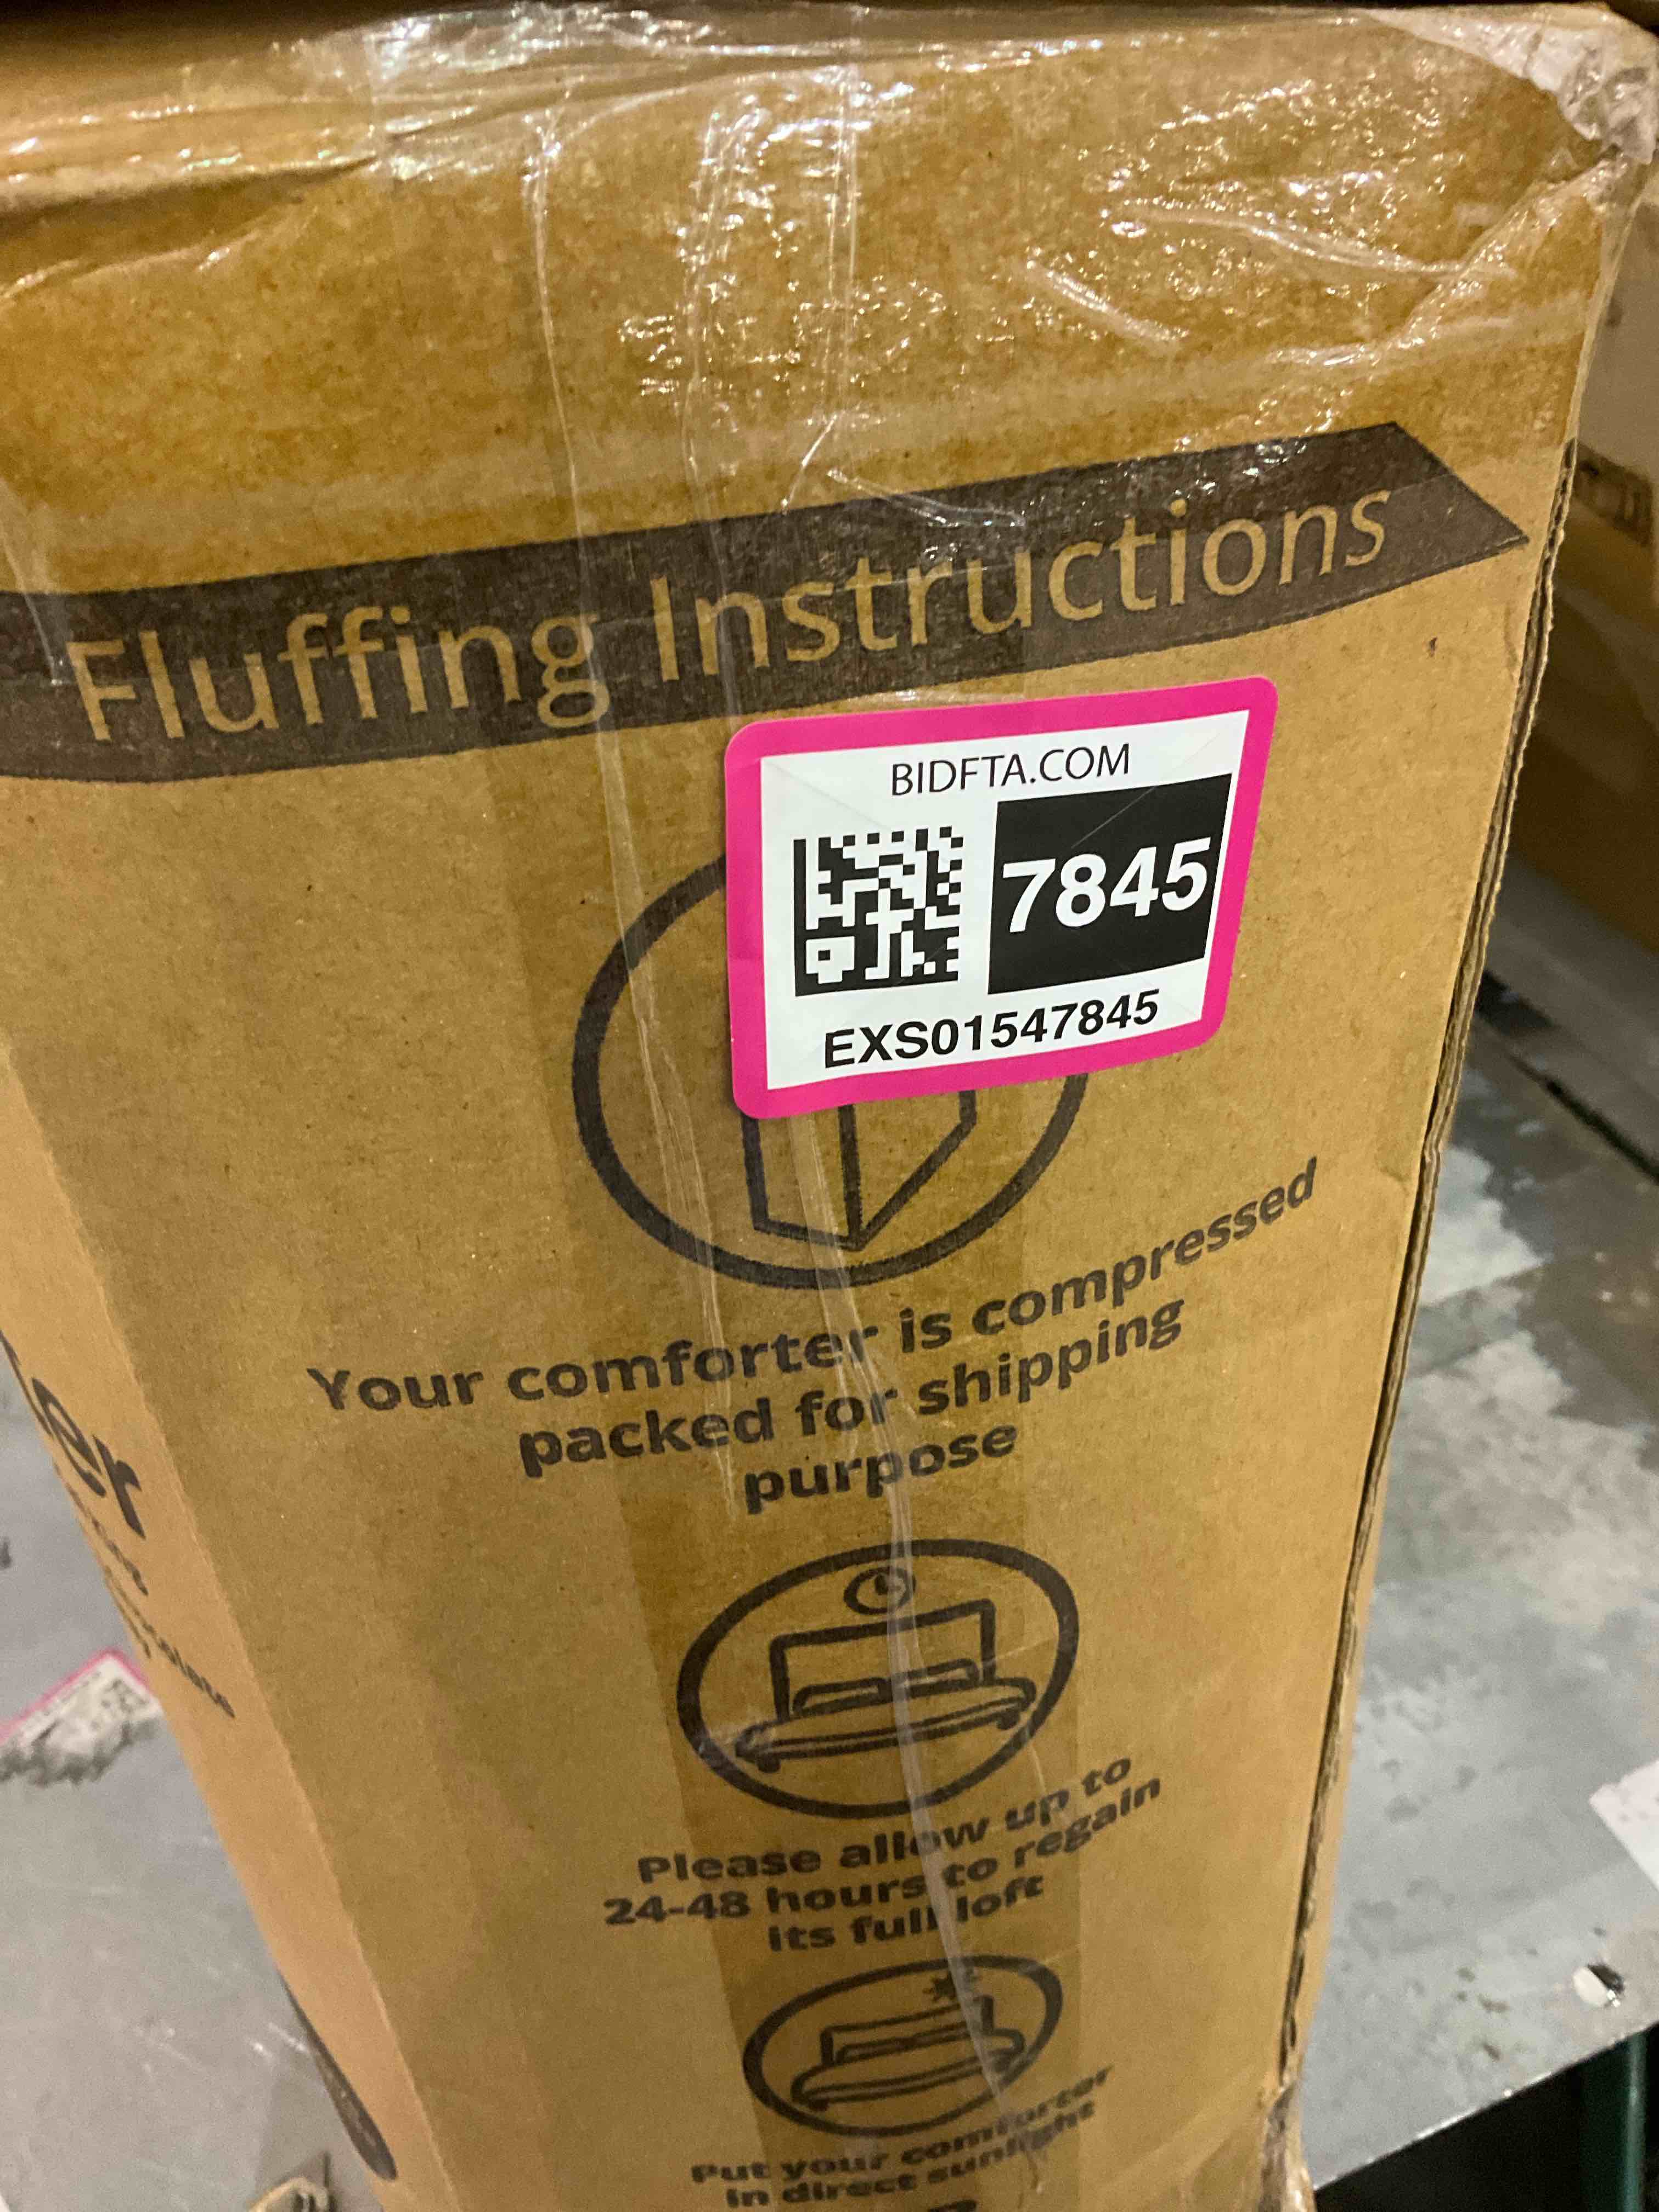 Fluffing Instructions
BIDFTA.COM
7845
EXS01547845
Your comforter is compressed
packed for shipping
purpose
Please allow up to
24-48 hours to regain
its full loft
Put your comforter
in direct sunlight